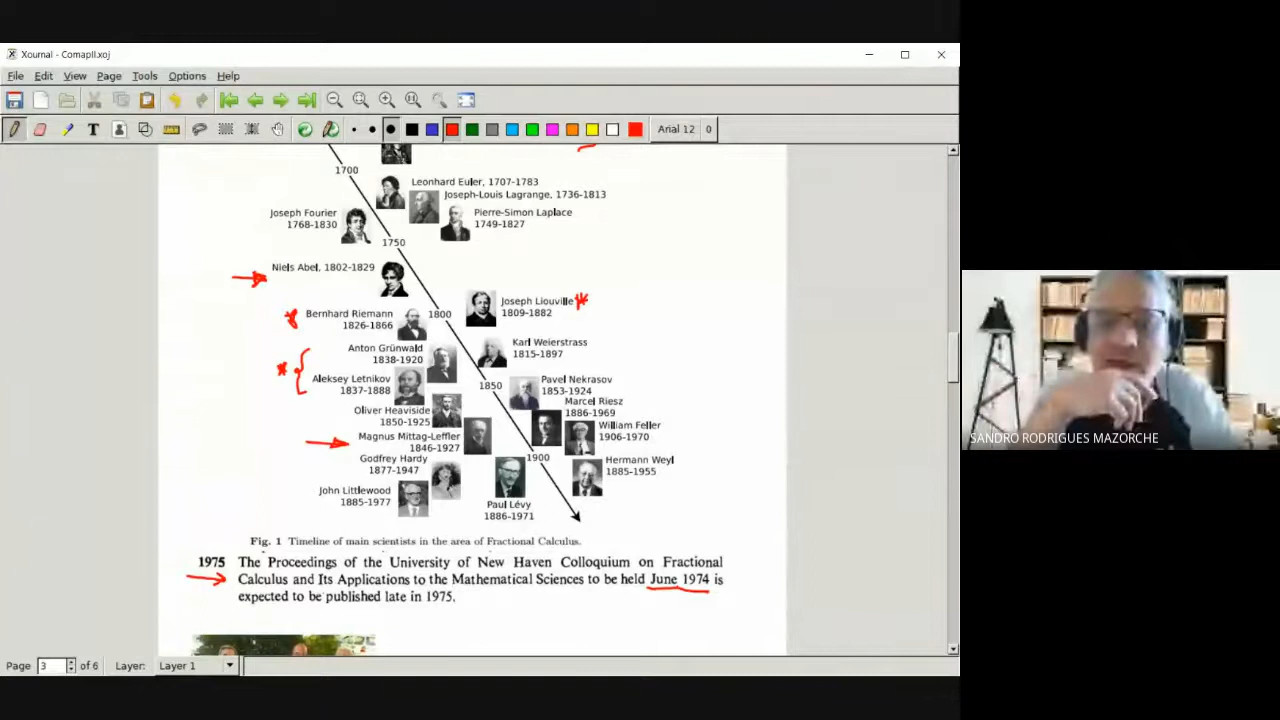 Xournal - CompaII.xoj
File Edit View Page Tools Options Help
Arial 12 0
1700
Leonhard Euler, 1707-1783
Joseph-Louis Lagrange, 1736-1813
Joseph Fourier
1768-1830
Pierre-Simon Laplace
1749-1827
1750
Niels Abel, 1802-1829
Joseph Liouville
1809-1882
Bernhard Riemann
1826-1866
1800
Karl Weierstrass
1815-1897
Anton Grünwald
1838-1920
Aleksey Letnikov
1837-1888
1850
Pavel Nekrasov
1853-1924
Marcel Riesz
1886-1969
Oliver Heaviside
1850-1925
William Feller
1906-1970
Magnus Mittag-Leffler
1846-1927
Godfrey Hardy
1877-1947
1900
Hermann Weyl
1885-1955
John Littlewood
1885-1977
Paul Lévy
1886-1971
Fig. 1 Timeline of main scientists in the area of Fractional Calculus.
1975 The Proceedings of the University of New Haven Colloquium on Fractional
Calculus and Its Applications to the Mathematical Sciences to be held June 1974 is
expected to be published late in 1975.
Page 3 of 6 Layer: Layer 1
SANDRO RODRIGUES MAZORCHE